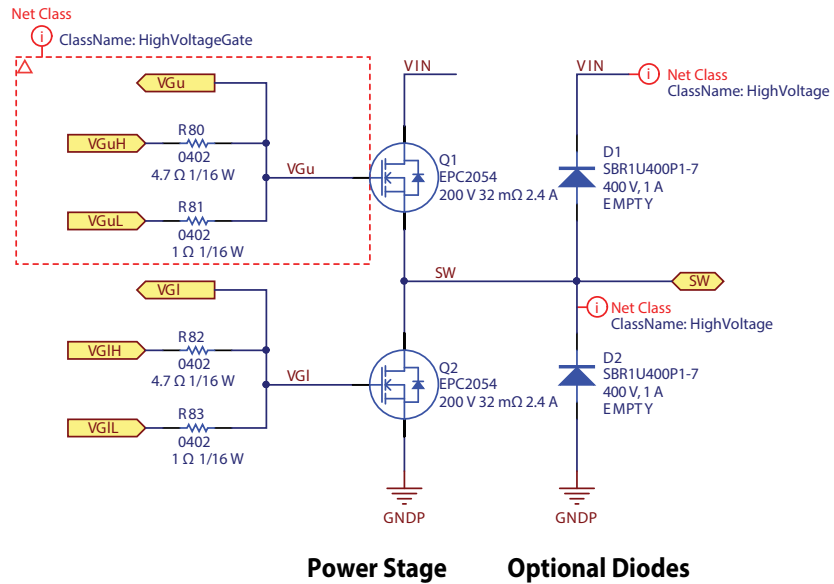 Net Class
ClassName: HighVoltageGate
VGu
VGuH
R80
0402
4.7 Ω 1/16 W
VGu
VGuL
R81
0402
1 Ω 1/16 W
VIN
Q1
EPC2054
200 V 32 mΩ 2.4 A
VIN
Net Class
ClassName: HighVoltage
D1
SBR1U400P1-7
400 V, 1 A
EMPTY
SW
SW
Net Class
ClassName: HighVoltage
VGl
VGlH
R82
0402
4.7 Ω 1/16 W
VGl
VGlL
R83
0402
1 Ω 1/16 W
Q2
EPC2054
200 V 32 mΩ 2.4 A
D2
SBR1U400P1-7
400 V, 1 A
EMPTY
GNDP
GNDP
Power Stage
Optional Diodes